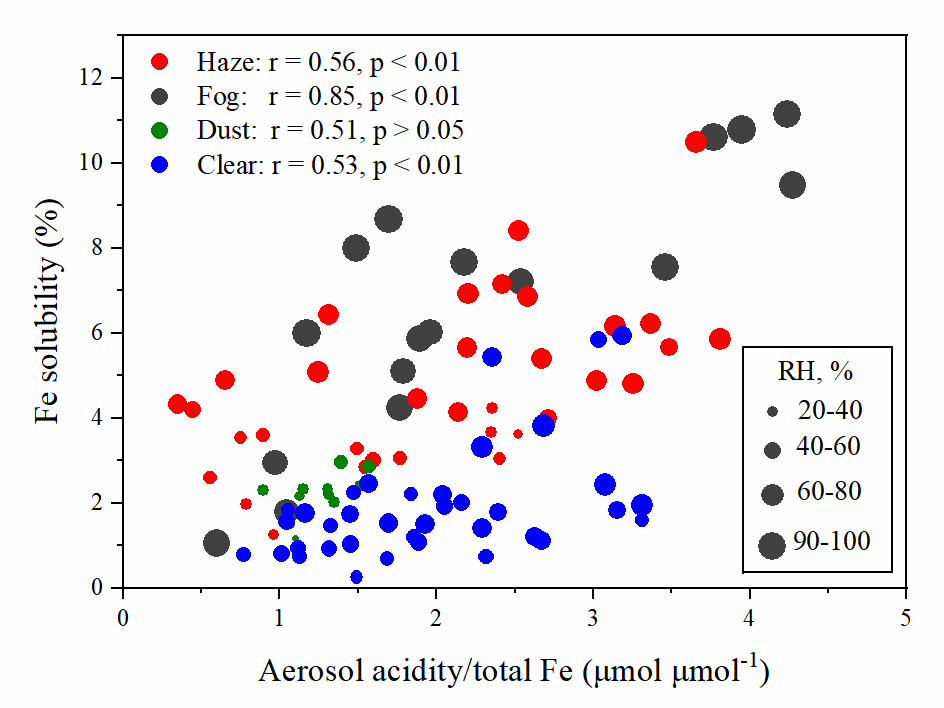 Haze: r = 0.56, p < 0.01
Fog: r = 0.85, p < 0.01
Dust: r = 0.51, p > 0.05
Clear: r = 0.53, p < 0.01
12
10
8
6
4
2
0
Fe solubility (%)
RH, %
20-40
40-60
60-80
90-100
0 1 2 3 4 5
Aerosol acidity/total Fe (μmol μmol⁻¹)